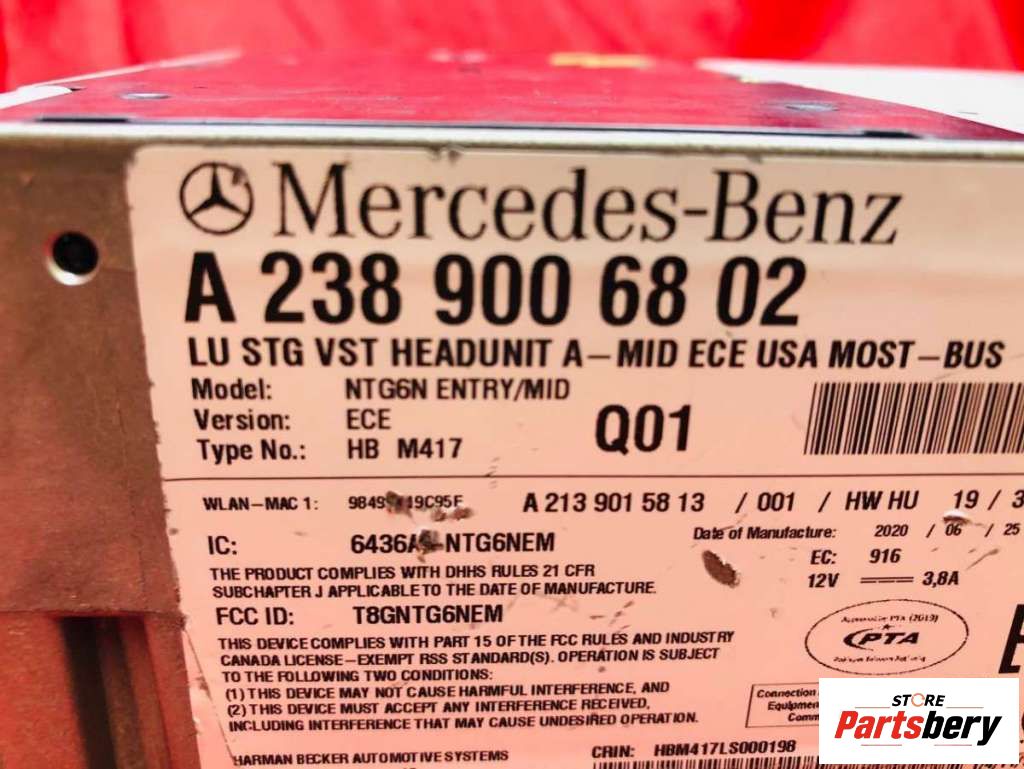 Mercedes-Benz
A 238 900 68 02
LU STG VST HEADUNIT A-MID ECE USA MOST-BUS
Model: NTG6N ENTRY/MID
Version: ECE
Type No.: HB M417
Q01
WLAN-MAC 1:
A 213 901 58 13 / 001 / HW HU 19 / 3
Date of Manufacture: 2020 / 06 / 25
IC: NTG6NEM
EC: 916
12V 3,8A
THE PRODUCT COMPLIES WITH DHHS RULES 21 CFR
SUBCHAPTER J APPLICABLE TO THE DATE OF MANUFACTURE.
FCC ID: T8GNTG6NEM
THIS DEVICE COMPLIES WITH PART 15 OF THE FCC RULES AND INDUSTRY
CANADA LICENSE-EXEMPT RSS STANDARD(S). OPERATION IS SUBJECT
TO THE FOLLOWING TWO CONDITIONS:
(1) THIS DEVICE MAY NOT CAUSE HARMFUL INTERFERENCE, AND
(2) THIS DEVICE MUST ACCEPT ANY INTERFERENCE RECEIVED,
INCLUDING INTERFERENCE THAT MAY CAUSE UNDESIRED OPERATION.
PTA
Connection
Equipme
Comm
HARMAN BECKER AUTOMOTIVE SYSTEMS
CRIN: HBM417LS000198
STORE
Partsbery